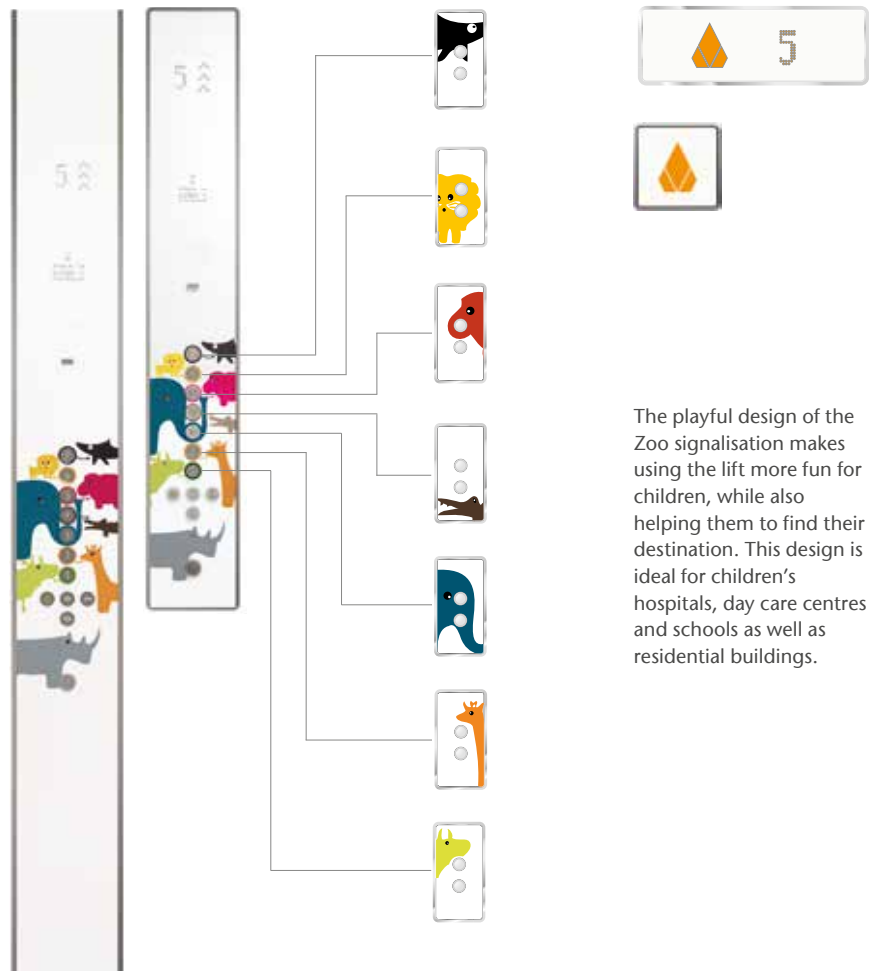 5
5
5
The playful design of the
Zoo signalisation makes
using the lift more fun for
children, while also
helping them to find their
destination. This design is
ideal for children's
hospitals, day care centres
and schools as well as
residential buildings.